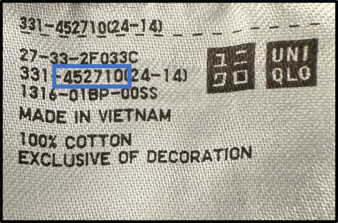 331-452710(24-14)
27-33-2F033C
331-452710(24-14)
1316-01BP-00SS
MADE IN VIETNAM
100% COTTON
EXCLUSIVE OF DECORATION
ユニ
クロ
UNI
QLO